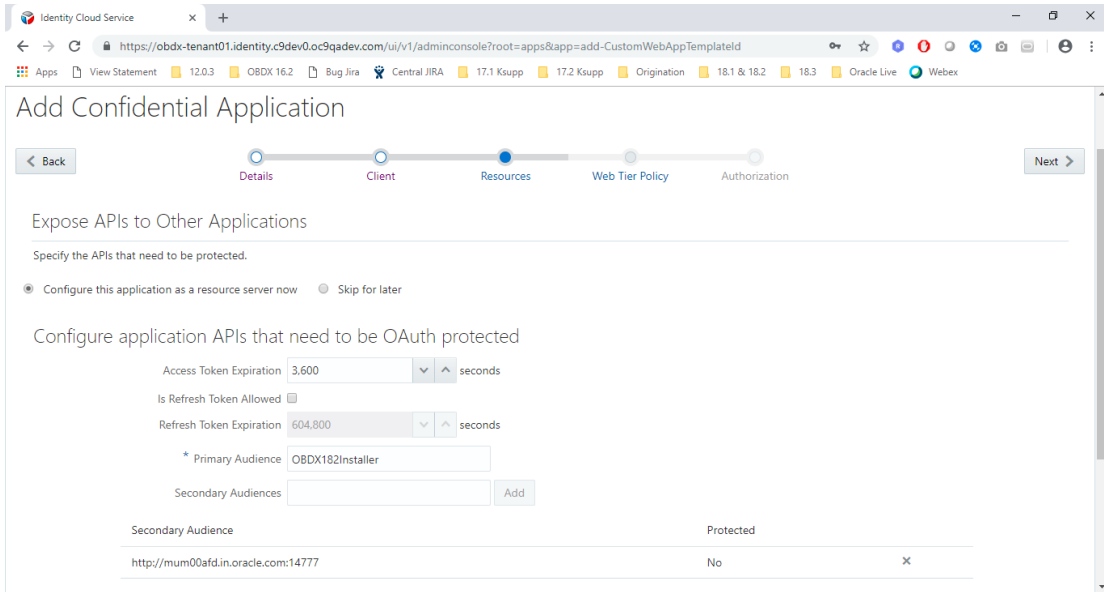 Identity Cloud Service
https://obdx-tenant01.identity.c9dev0.oc9qadev.com/ui/v1/adminconsole?root=apps&app=add-CustomWebAppTemplateId
Apps View Statement 12.0.3 OBDX 16.2 Bug Jira Central JIRA 17.1 Ksupp 17.2 Ksupp Origination 18.1 & 18.2 18.3 Oracle Live Webex
Add Confidential Application
Back
Next
Details Client Resources Web Tier Policy Authorization
Expose APIs to Other Applications
Specify the APIs that need to be protected.
Configure this application as a resource server now Skip for later
Configure application APIs that need to be OAuth protected
Access Token Expiration 3,600 seconds
Is Refresh Token Allowed
Refresh Token Expiration 604,800 seconds
* Primary Audience OBDX182Installer
Secondary Audiences Add
Secondary Audience Protected
http://mum00afd.in.oracle.com:14777 No